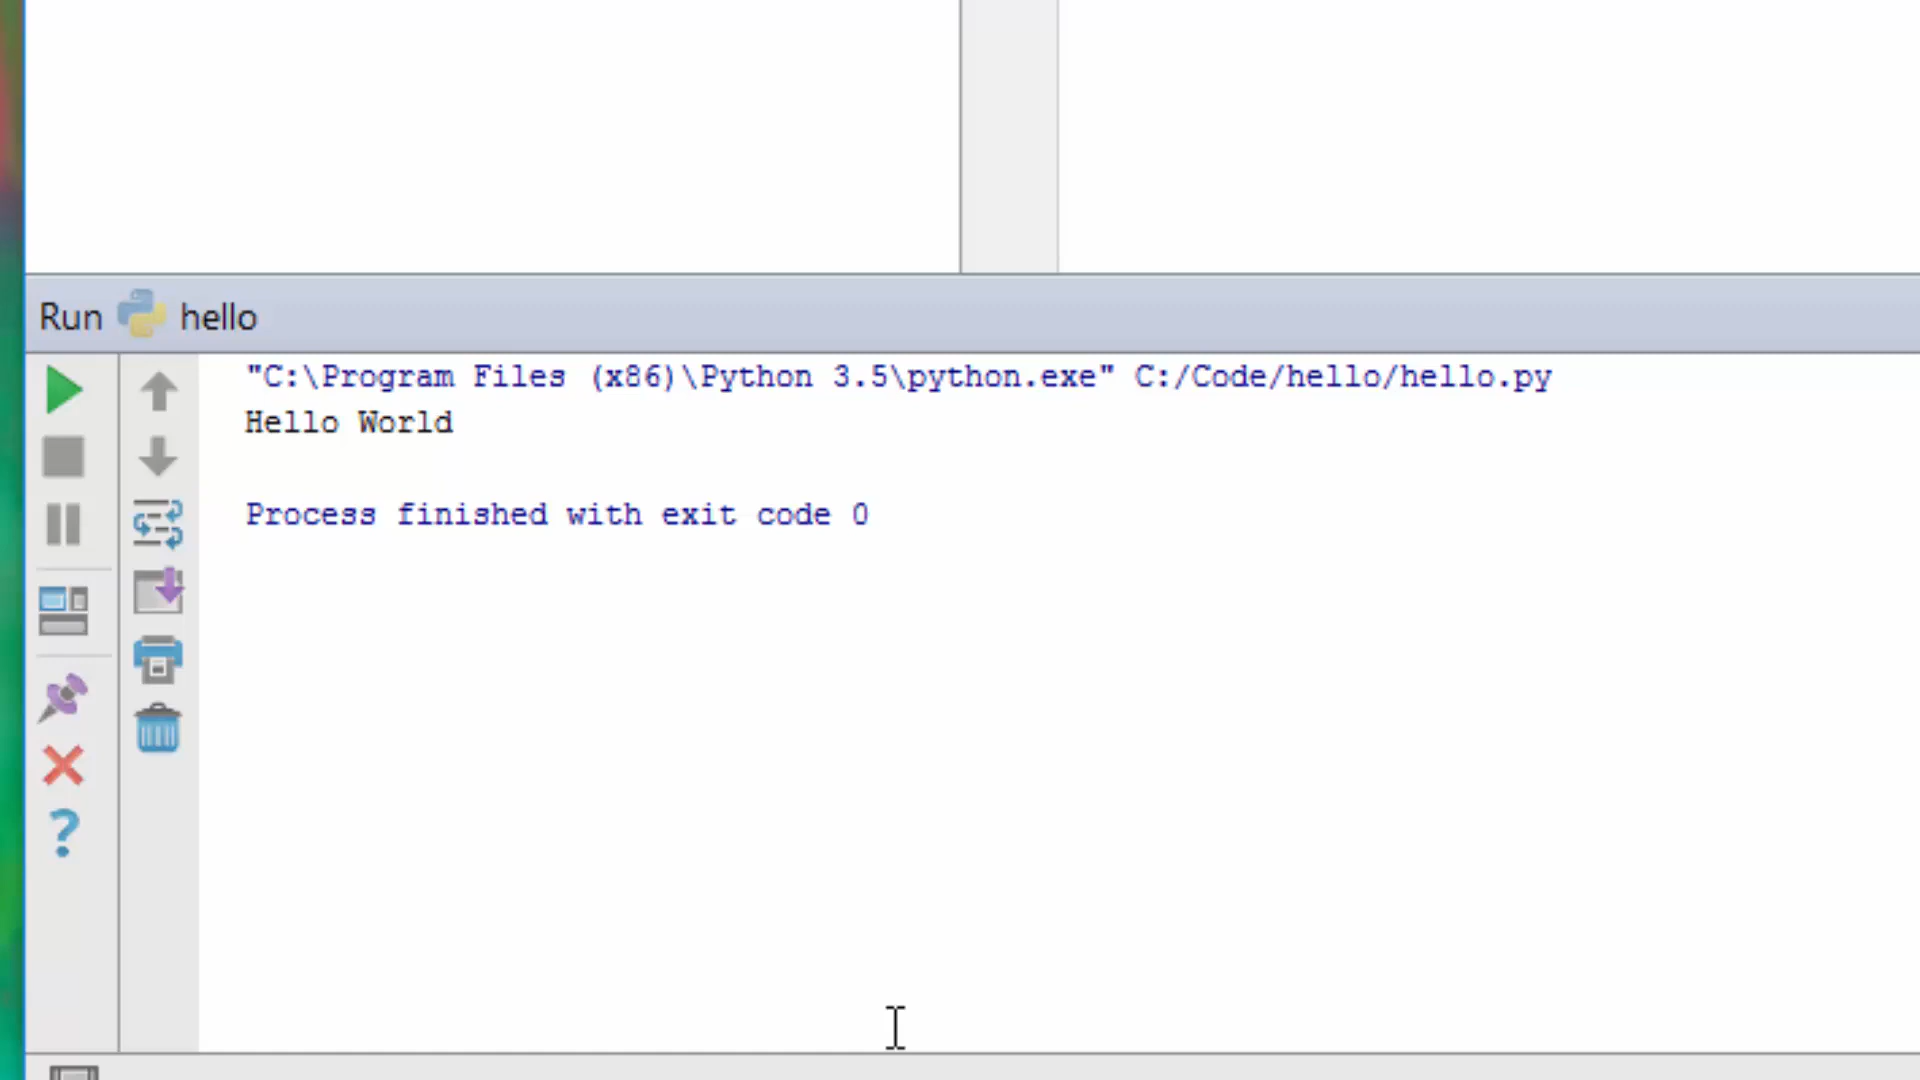 Run hello
"C:\Program Files (x86)\Python 3.5\python.exe" C:/Code/hello/hello.py
Hello World
Process finished with exit code 0